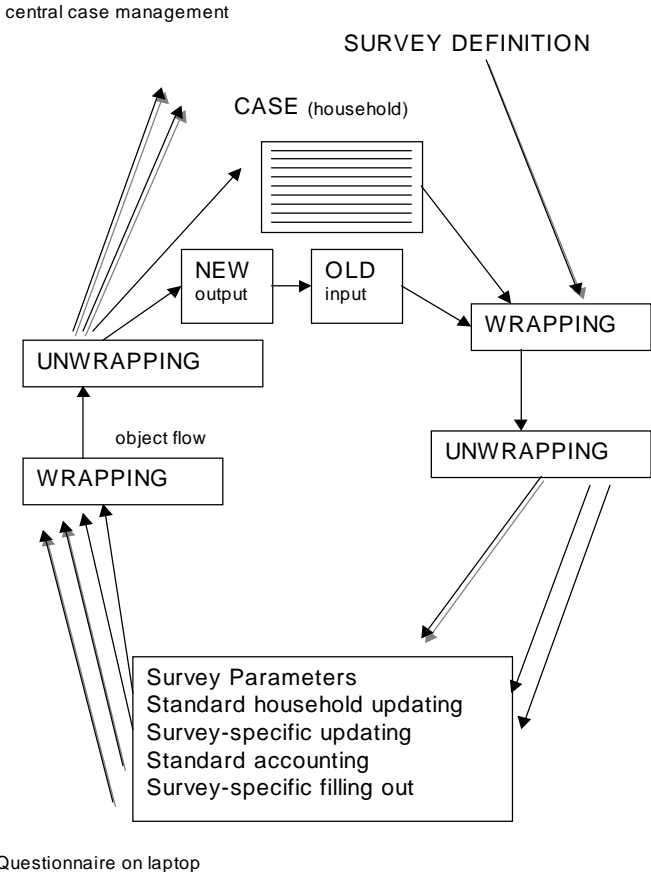 central case management
SURVEY DEFINITION
CASE (household)
NEW
output
OLD
input
WRAPPING
UNWRAPPING
object flow
UNWRAPPING
WRAPPING
Survey Parameters
Standard household updating
Survey-specific updating
Standard accounting
Survey-specific filling out
Questionnaire on laptop